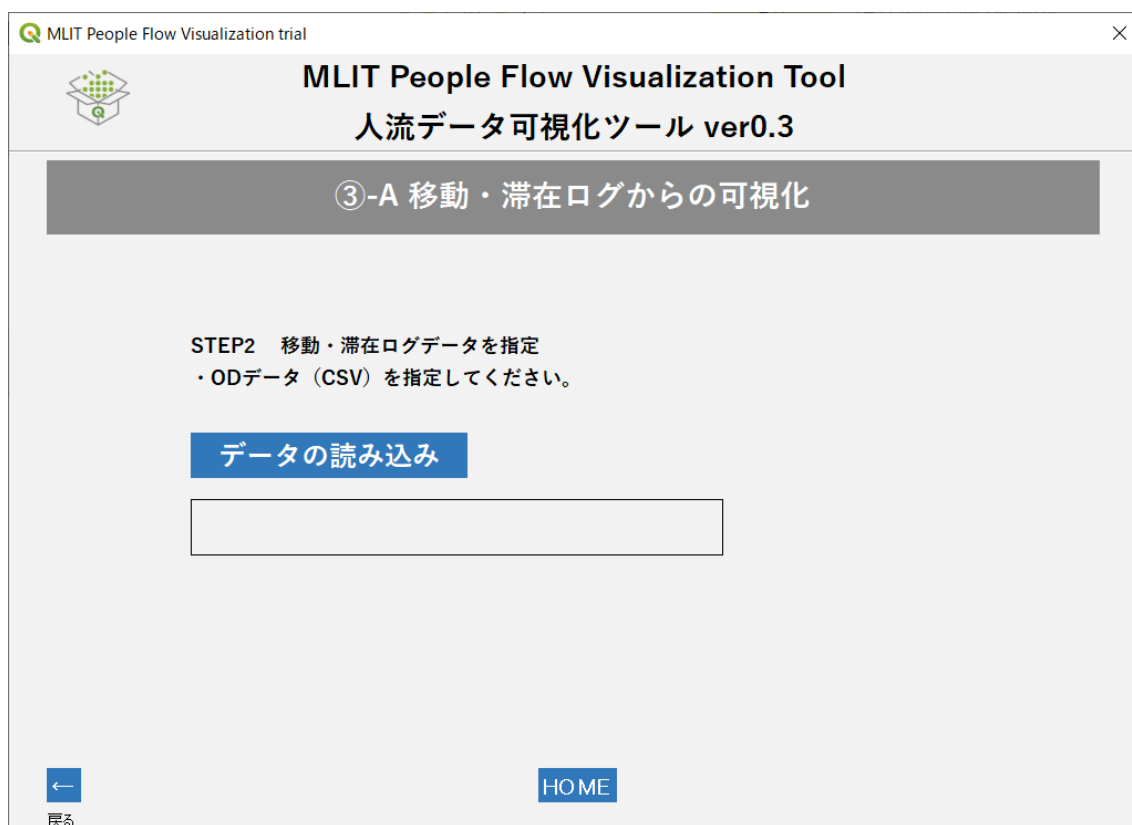 MLIT People Flow Visualization trial
MLIT People Flow Visualization Tool
人流データ可視化ツール ver0.3
③-A 移動・滞在ログからの可視化
STEP2 移動・滞在ログデータを指定
・ODデータ（CSV）を指定してください。
データの読み込み
←
HOME
戻る